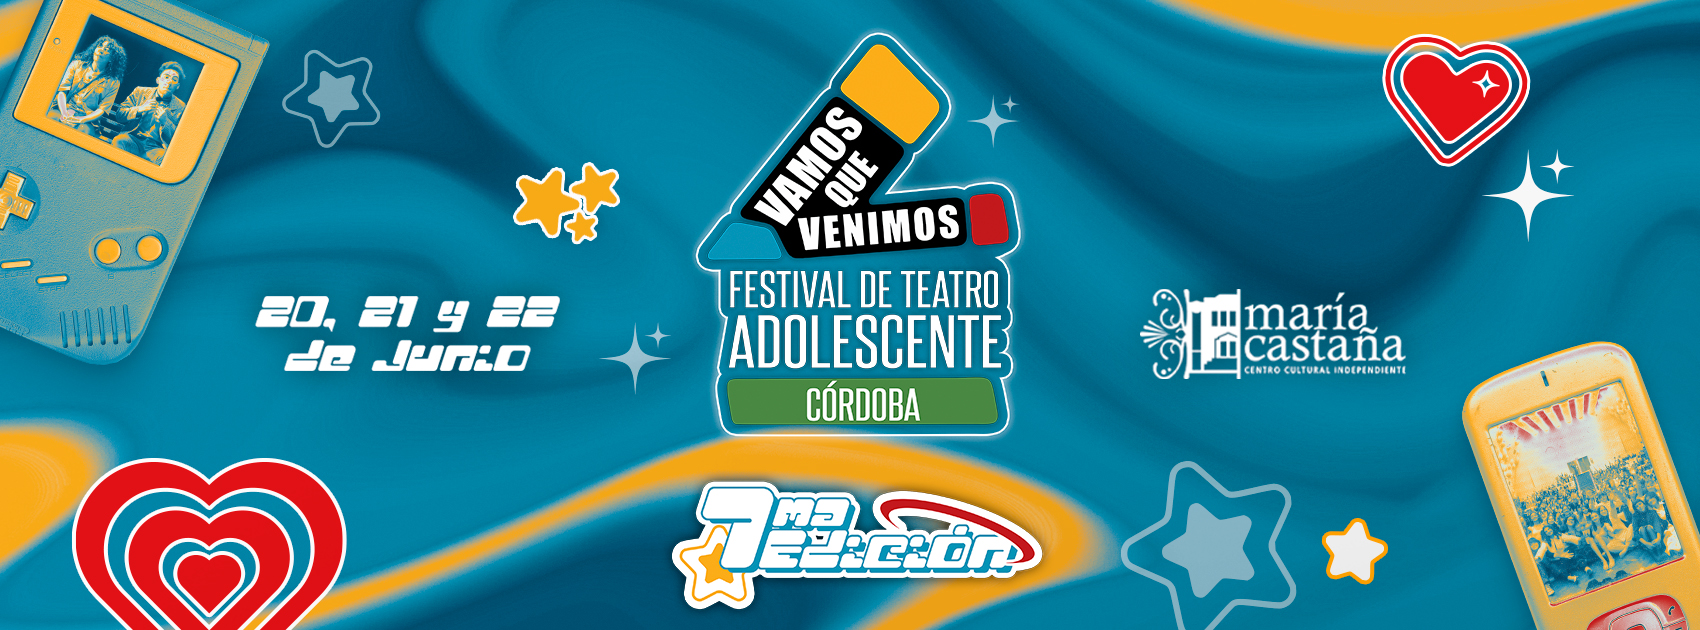 VAMOS
QUE
VENIMOS
FESTIVAL DE TEATRO
ADOLESCENTE
CÓRDOBA
20, 21 y 22
de Junio
maría
castaña
CENTRO CULTURAL INDEPENDIENTE
7ma
Edición